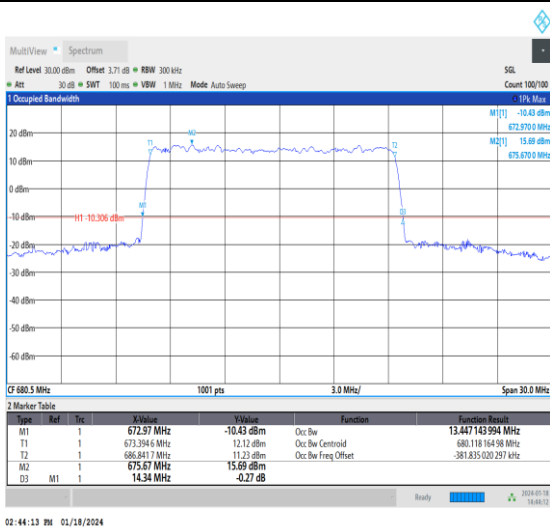 MultiView Spectrum
Ref Level 30.00 dBm Offset 3.71 dB RBW 300 kHz SGL
Att 30 dB SWT 100 ms VBW 1 MHz Mode Auto Sweep Count 100/100
1 Occupied Bandwidth 1Pk Max
M1[1] -10.43 dBm
672.9700 MHz
M2[1] 15.69 dBm
675.6700 MHz
20 dBm
T1 M2 T2
10 dBm
0 dBm
M1 D3
-10 dBm H1 -10.306 dBm
-20 dBm
-30 dBm
-40 dBm
-50 dBm
-60 dBm
CF 680.5 MHz 1001 pts 3.0 MHz/ Span 30.0 MHz
2 Marker Table
Type Ref Trc X-Value Y-Value Function Function Result
M1 1 672.97 MHz -10.43 dBm Occ Bw 13.447 143 994 MHz
T1 1 673.394 6 MHz 12.12 dBm Occ Bw Centroid 680.118 164 98 MHz
T2 1 686.841 7 MHz 11.23 dBm Occ Bw Freq Offset -381.835 020 297 kHz
M2 1 675.67 MHz 15.69 dBm
D3 M1 1 14.34 MHz -0.27 dB
Ready 2024-01-18
14:44:12
02:44:13 PM 01/18/2024